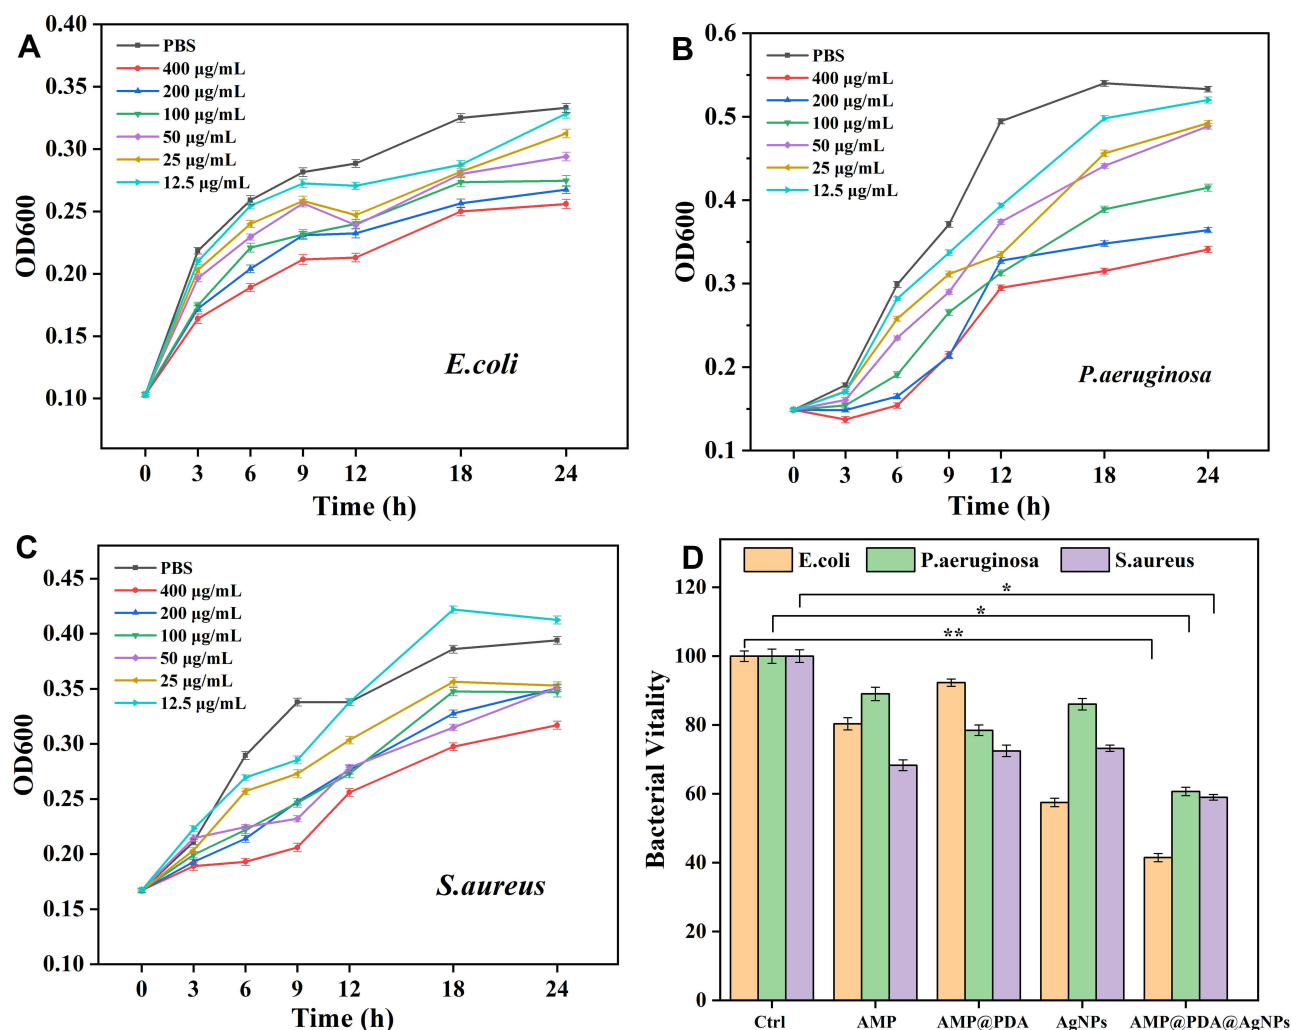 A
0.40
0.35
0.30
0.25
0.20
0.15
0.10
OD600
PBS
400 μg/mL
200 μg/mL
100 μg/mL
50 μg/mL
25 μg/mL
12.5 μg/mL
E.coli
0 3 6 9 12 18 24
Time (h)
B
0.6
0.5
0.4
0.3
0.2
0.1
OD600
PBS
400 μg/mL
200 μg/mL
100 μg/mL
50 μg/mL
25 μg/mL
12.5 μg/mL
P.aeruginosa
0 3 6 9 12 18 24
Time (h)
C
0.45
0.40
0.35
0.30
0.25
0.20
0.15
0.10
OD600
PBS
400 μg/mL
200 μg/mL
100 μg/mL
50 μg/mL
25 μg/mL
12.5 μg/mL
S.aureus
0 3 6 9 12 18 24
Time (h)
D
E.coli P.aeruginosa S.aureus
120
100
80
60
40
20
0
Bacterial Vitality
*
*
**
Ctrl AMP AMP@PDA AgNPs AMP@PDA@AgNPs